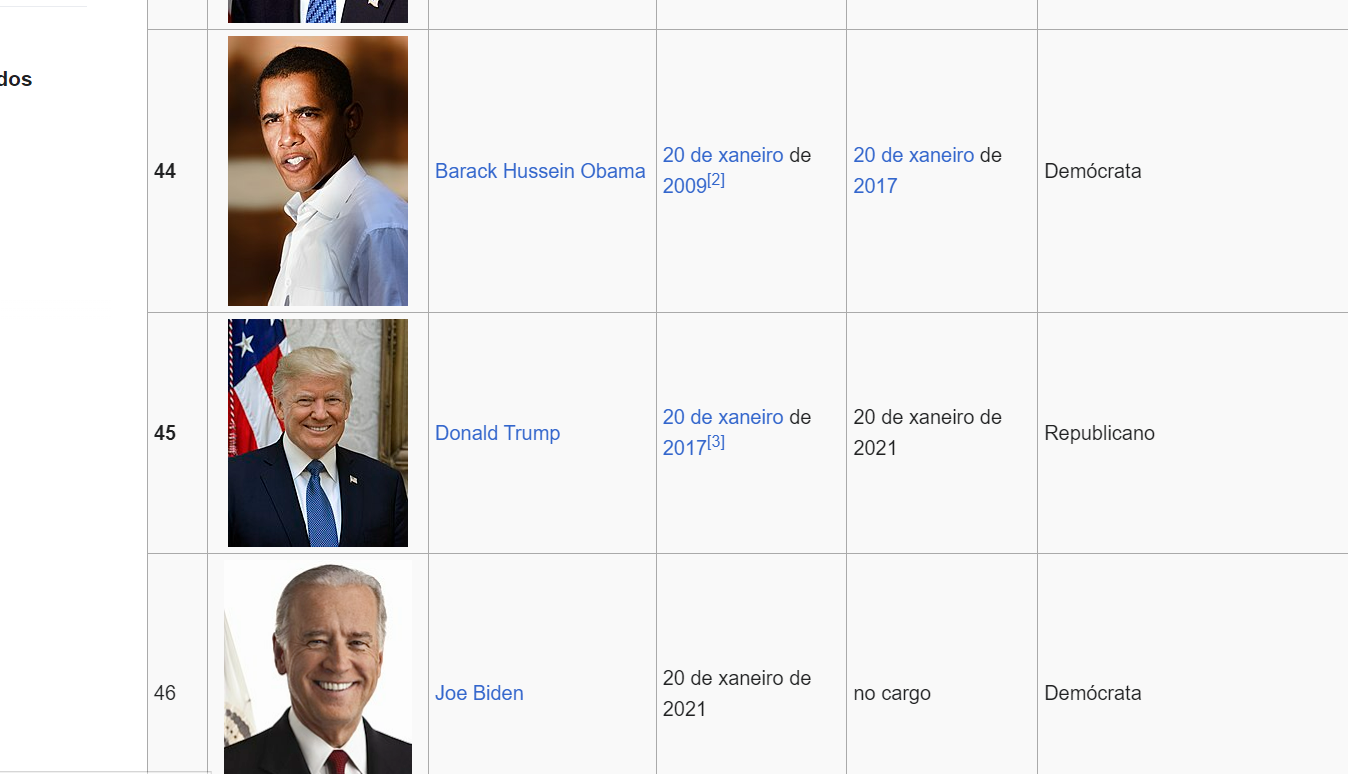 dos
44
Barack Hussein Obama
20 de xaneiro de
2009[2]
20 de xaneiro de
2017
Demócrata
45
Donald Trump
20 de xaneiro de
2017[3]
20 de xaneiro de
2021
Republicano
46
Joe Biden
20 de xaneiro de
2021
no cargo
Demócrata